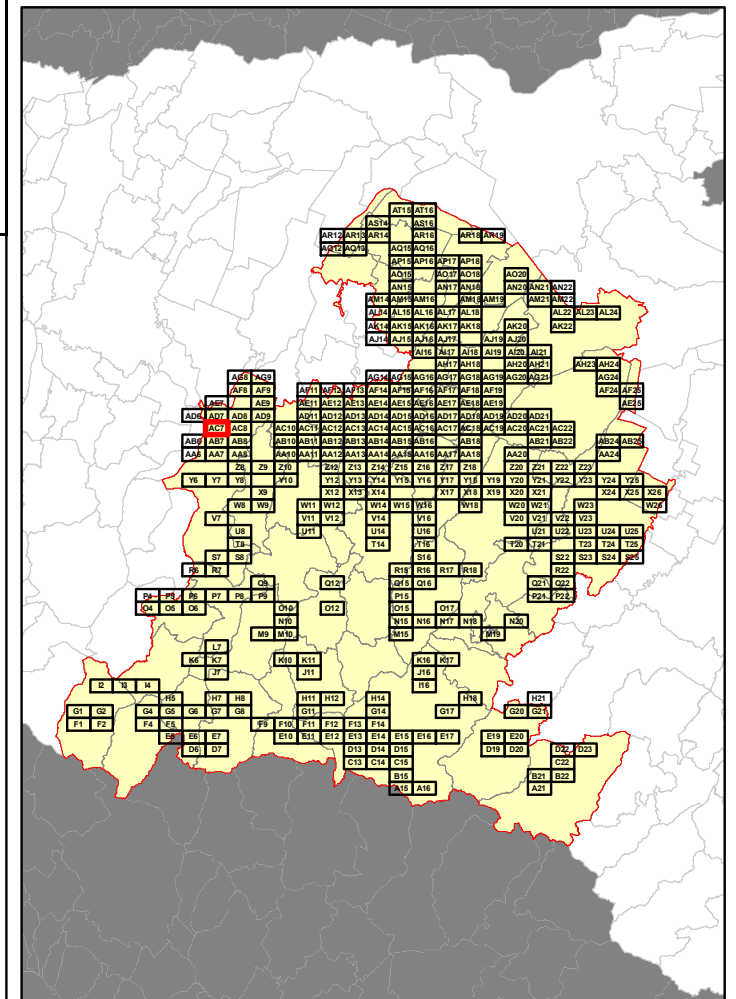 AT15 AT16
AS14 AS16
AR12 AR13 AR14 AR16 AR18 AR19
AQ12 AQ13 AQ15 AQ16
AP15 AP16 AP17 AP18
AO15 AO17 AO18 AO20
AN15 AN17 AN18 AN20 AN21 AN22
AM14 AM15 AM16 AM18 AM19 AM21 AM22
AL14 AL15 AL16 AL17 AL18 AL22 AL23 AL24
AK14 AK15 AK16 AK17 AK18 AK20 AK22
AJ14 AJ15 AJ16 AJ17 AJ19 AJ20
AI16 AI17 AI18 AI19 AI20 AI21
AH17 AH18 AH20 AH21 AH23 AH24
AG8 AG9 AG14 AG15 AG16 AG17 AG18 AG19 AG20 AG21 AG24
AF8 AF9 AF11 AF12 AF13 AF14 AF15 AF16 AF17 AF18 AF19 AF24 AF25
AE7 AE9 AE11 AE12 AE13 AE14 AE15 AE16 AE17 AE18 AE19 AE25
AD6 AD7 AD8 AD9 AD11 AD12 AD13 AD14 AD15 AD16 AD17 AD18 AD19 AD20 AD21
AC7 AC8 AC10 AC11 AC12 AC13 AC14 AC15 AC16 AC17 AC18 AC19 AC20 AC21 AC22
AB6 AB7 AB8 AB10 AB11 AB12 AB13 AB14 AB15 AB16 AB17 AB18 AB21 AB22 AB24 AB25
AA6 AA7 AA8 AA10 AA11 AA12 AA13 AA14 AA15 AA16 AA17 AA18 AA20 AA24
Z8 Z9 Z10 Z12 Z13 Z14 Z15 Z16 Z17 Z18 Z20 Z21 Z22 Z23
Y6 Y7 Y8 Y10 Y12 Y13 Y14 Y15 Y16 Y17 Y18 Y19 Y20 Y21 Y22 Y23 Y24 Y25
X9 X12 X13 X14 X17 X18 X19 X20 X21 X24 X25 X26
W8 W9 W11 W12 W14 W15 W16 W18 W20 W21 W23 W26
V7 V11 V12 V14 V16 V20 V21 V22 V23
U8 U11 U14 U16 U21 U22 U23 U24 U25
T8 T14 T16 T20 T21 T23 T24 T25
S7 S8 S16 S22 S23 S24 S25
R6 R7 R15 R16 R17 R18 R22
Q9 Q12 Q15 Q16 Q21 Q22
P4 P5 P6 P7 P8 P9 P15 P21 P22
O4 O5 O6 O10 O12 O15 O17
N10 N15 N16 N17 N18 N20
M9 M10 M15 M19
L7
K6 K7 K10 K11 K16 K17
J7 J11 J16
I2 I3 I4 I16
H5 H7 H8 H11 H12 H14 H18 H21
G1 G2 G4 G5 G6 G7 G8 G11 G14 G17 G20 G21
F1 F2 F4 F5 F9 F10 F11 F12 F13 F14
E5 E6 E7 E10 E11 E12 E13 E14 E15 E16 E17 E19 E20
D6 D7 D13 D14 D15 D19 D20 D22 D23
C13 C14 C15 C22
B15 B21 B22
A15 A16 A21